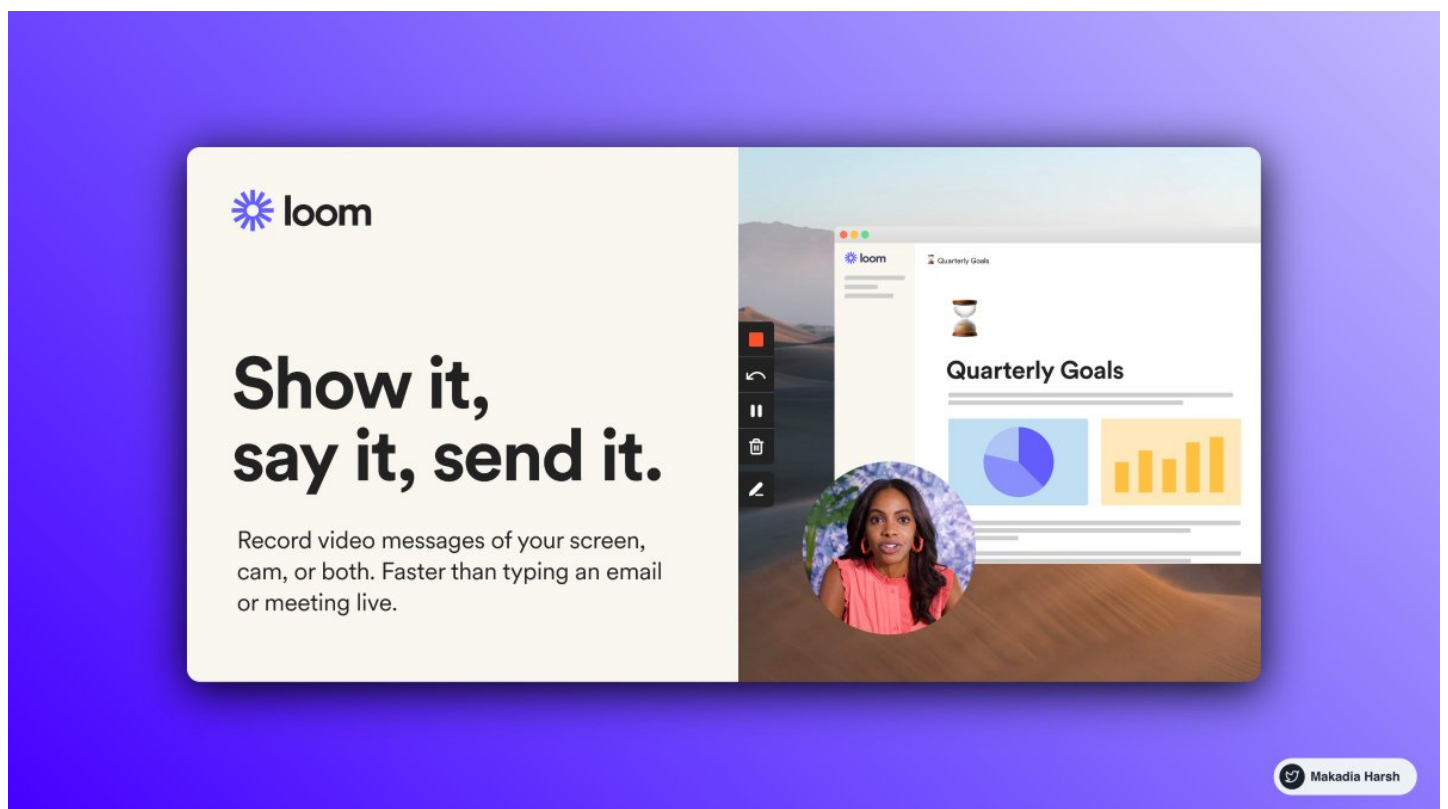 loom
Show it,
say it, send it.
Record video messages of your screen,
cam, or both. Faster than typing an email
or meeting live.
loom
Quarterly Goals
Quarterly Goals
Makadia Harsh